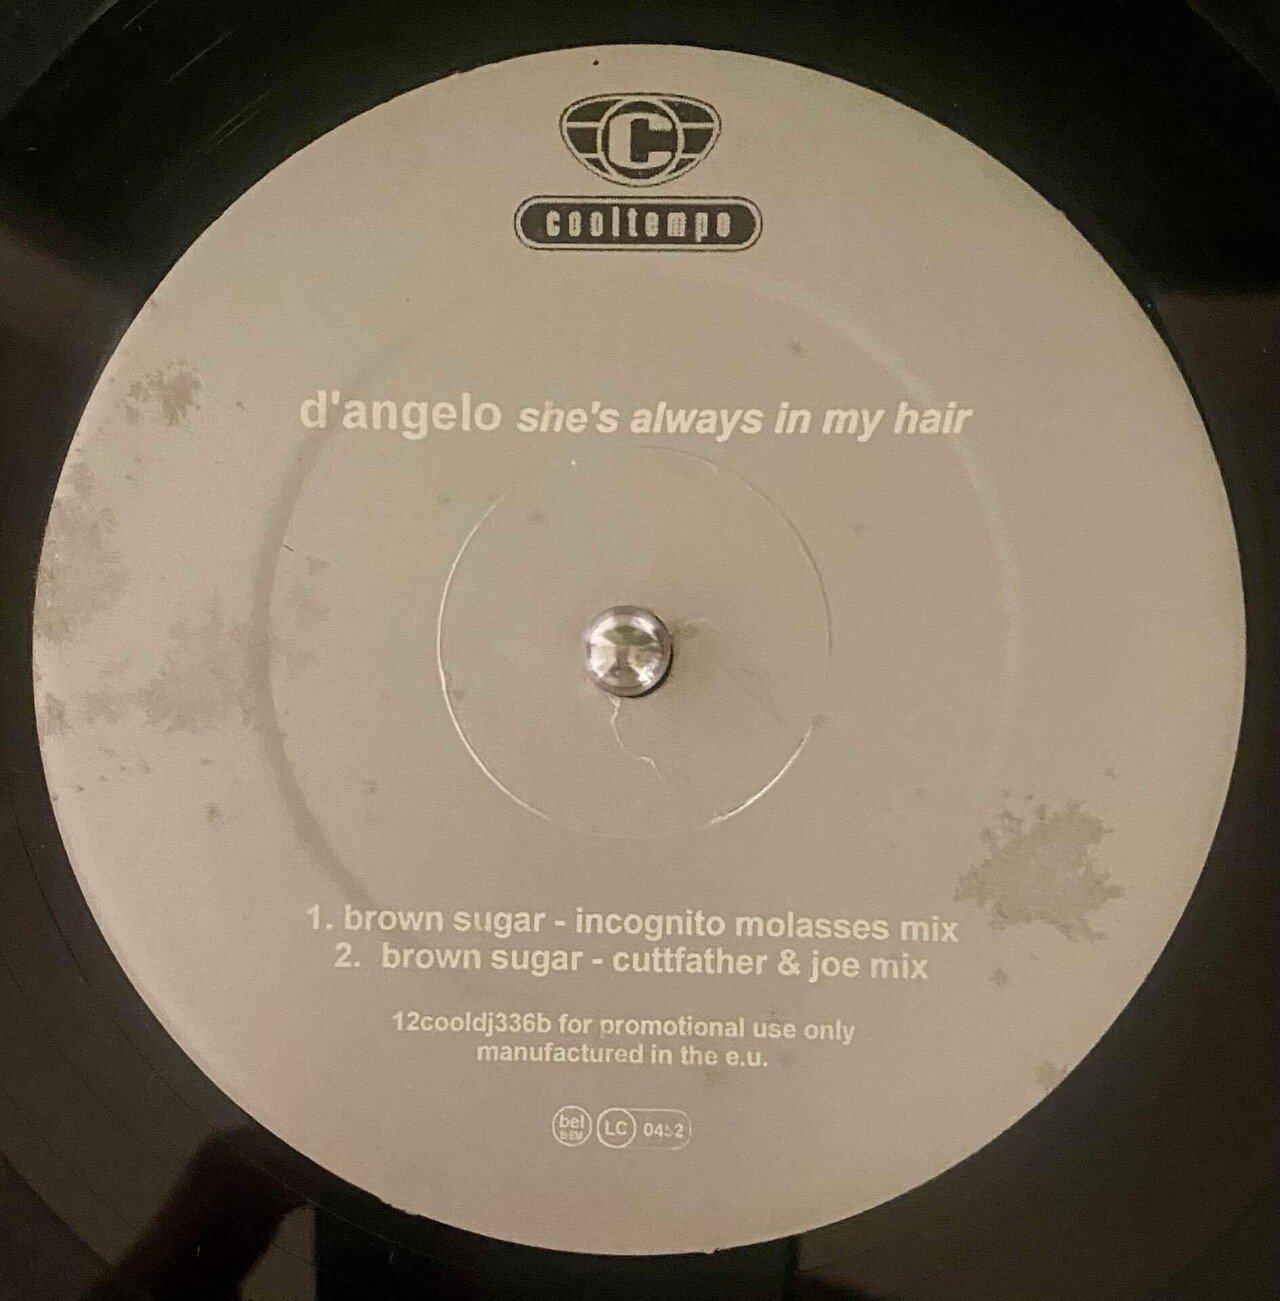 C
cooltempo
d'angelo she's always in my hair
1. brown sugar - incognito molasses mix
2. brown sugar - cuttfather & joe mix
12cooldj336b for promotional use only
manufactured in the e.u.
bel BIEM LC 0452